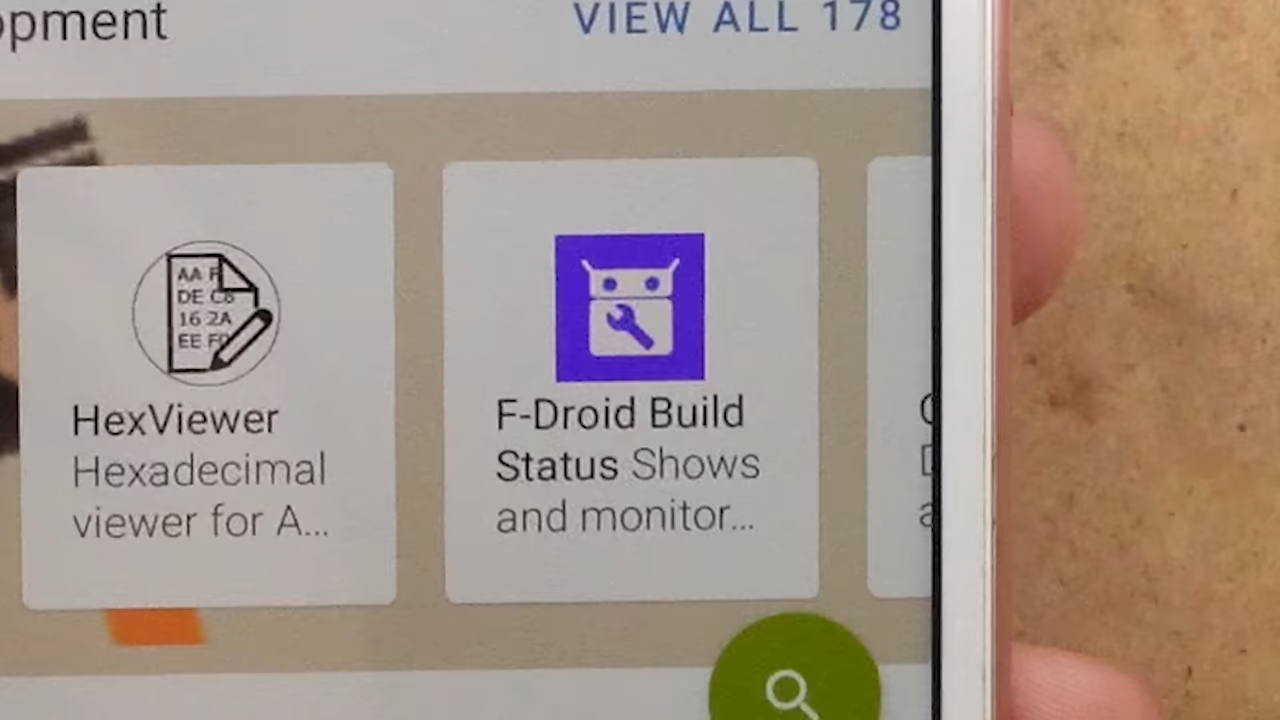 opment
VIEW ALL 178
AA F
DE C8
16 2A
EE F0
HexViewer
Hexadecimal
viewer for A...
F-Droid Build
Status Shows
and monitor...